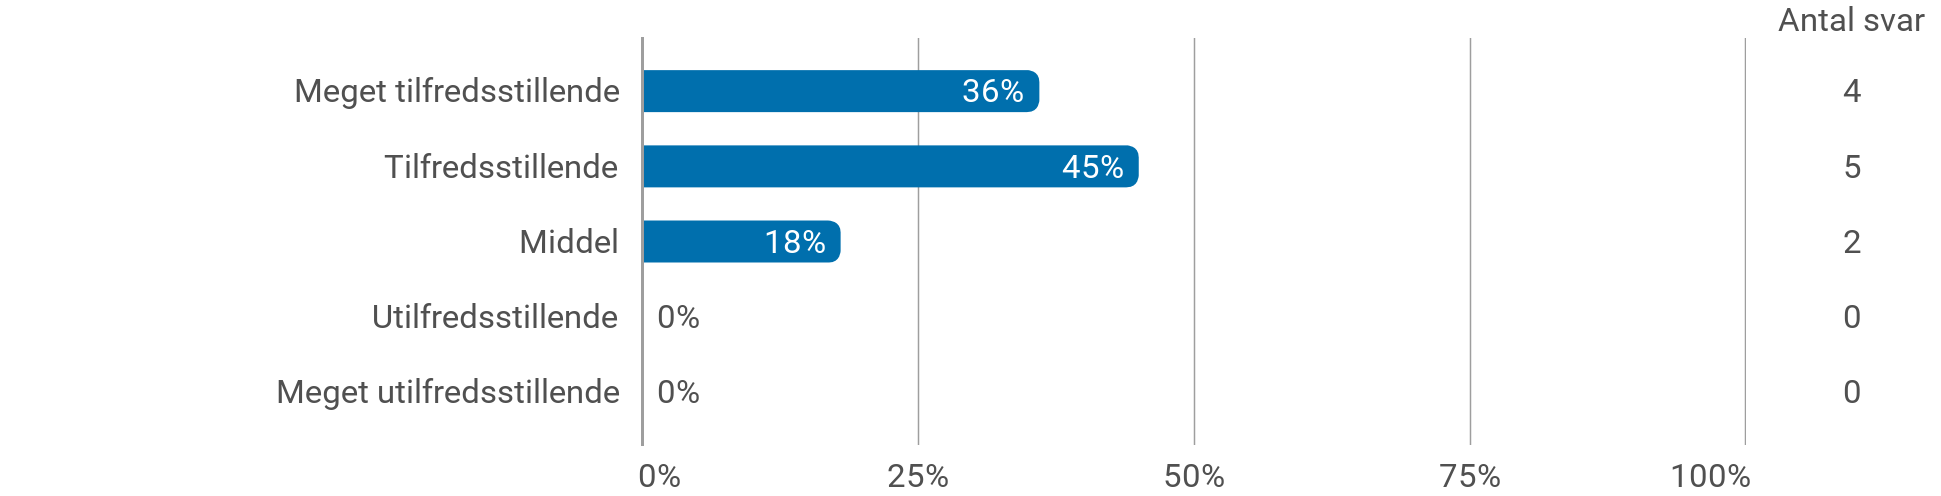 Antal svar
Meget tilfredsstillende 36% 4
Tilfredsstillende 45% 5
Middel 18% 2
Utilfredsstillende 0% 0
Meget utilfredsstillende 0% 0
0% 25% 50% 75% 100%